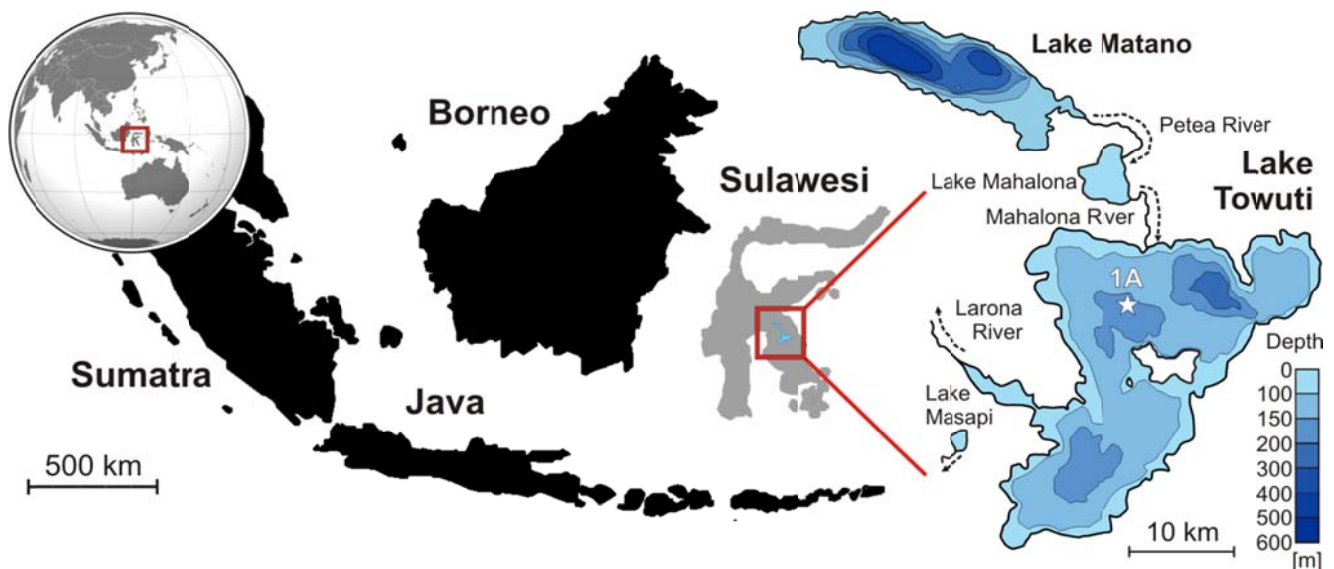 Borneo
Sulawesi
Sumatra
Java
500 km
Lake Matano
Petea River
Lake Mahalona
Lake
Towuti
Mahalona River
1A
Larona
River
Lake
Masapi
Depth
0
100
150
200
300
400
500
600
[m]
10 km